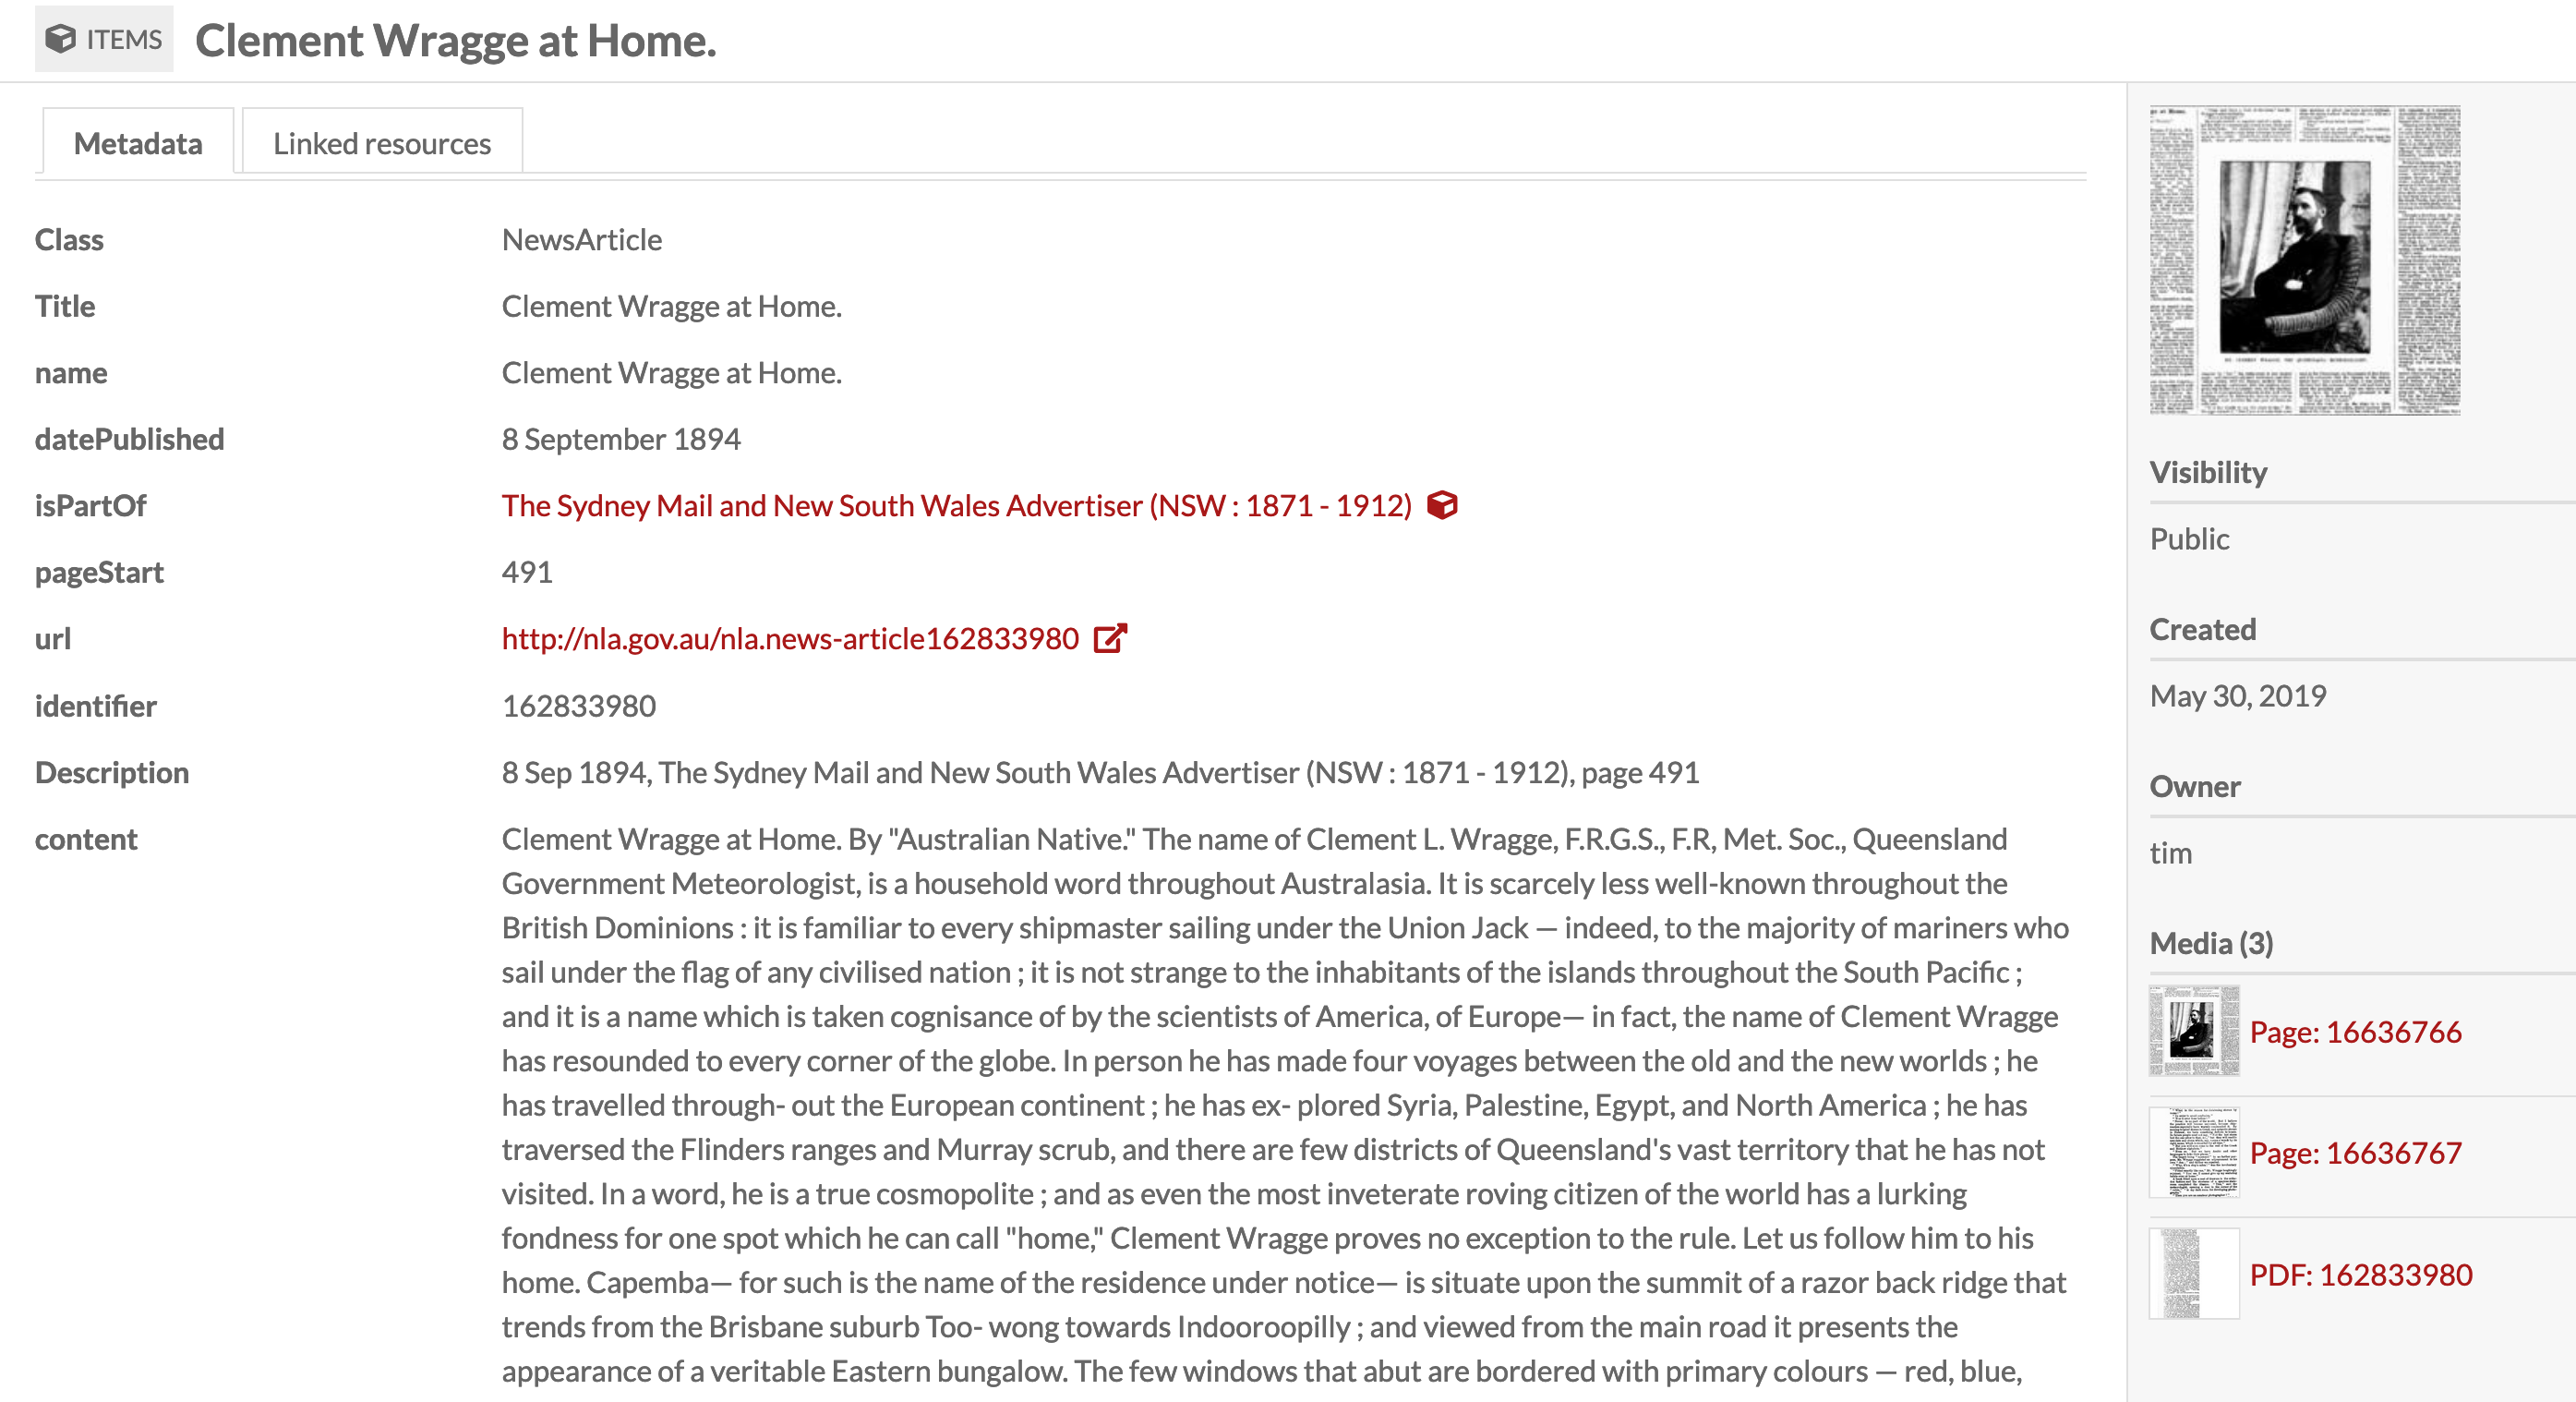 ITEMS Clement Wragge at Home.
Metadata
Linked resources
Class NewsArticle
Title Clement Wragge at Home.
name Clement Wragge at Home.
datePublished 8 September 1894
isPartOf The Sydney Mail and New South Wales Advertiser (NSW : 1871 - 1912)
pageStart 491
url http://nla.gov.au/nla.news-article162833980
identifier 162833980
Description 8 Sep 1894, The Sydney Mail and New South Wales Advertiser (NSW : 1871 - 1912), page 491
content Clement Wragge at Home. By "Australian Native." The name of Clement L. Wragge, F.R.G.S., F.R, Met. Soc., Queensland
Government Meteorologist, is a household word throughout Australasia. It is scarcely less well-known throughout the
British Dominions : it is familiar to every shipmaster sailing under the Union Jack — indeed, to the majority of mariners who
sail under the flag of any civilised nation ; it is not strange to the inhabitants of the islands throughout the South Pacific ;
and it is a name which is taken cognisance of by the scientists of America, of Europe— in fact, the name of Clement Wragge
has resounded to every corner of the globe. In person he has made four voyages between the old and the new worlds ; he
has travelled through- out the European continent ; he has ex- plored Syria, Palestine, Egypt, and North America ; he has
traversed the Flinders ranges and Murray scrub, and there are few districts of Queensland's vast territory that he has not
visited. In a word, he is a true cosmopolite ; and as even the most inveterate roving citizen of the world has a lurking
fondness for one spot which he can call "home," Clement Wragge proves no exception to the rule. Let us follow him to his
home. Capemba— for such is the name of the residence under notice— is situate upon the summit of a razor back ridge that
trends from the Brisbane suburb Too- wong towards Indooroopilly ; and viewed from the main road it presents the
appearance of a veritable Eastern bungalow. The few windows that abut are bordered with primary colours — red, blue,
Visibility
Public
Created
May 30, 2019
Owner
tim
Media (3)
Page: 16636766
Page: 16636767
PDF: 162833980